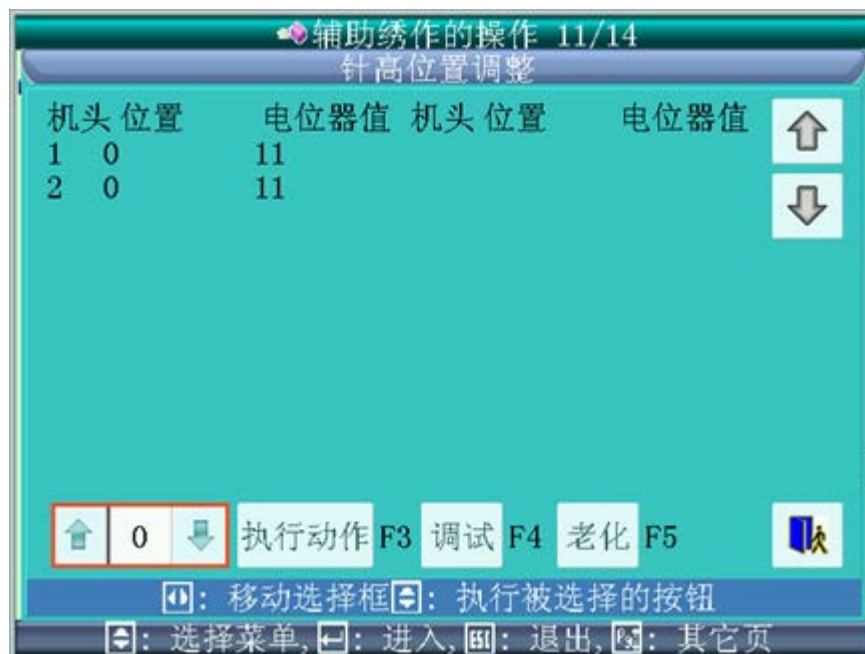 辅助绣作的操作 11/14
针高位置调整
机头 位置 电位器值 机头 位置 电位器值
1 0 11
2 0 11
0 执行动作 F3 调试 F4 老化 F5
: 移动选择框 : 执行被选择的按钮
: 选择菜单, : 进入, ESC : 退出, : 其它页